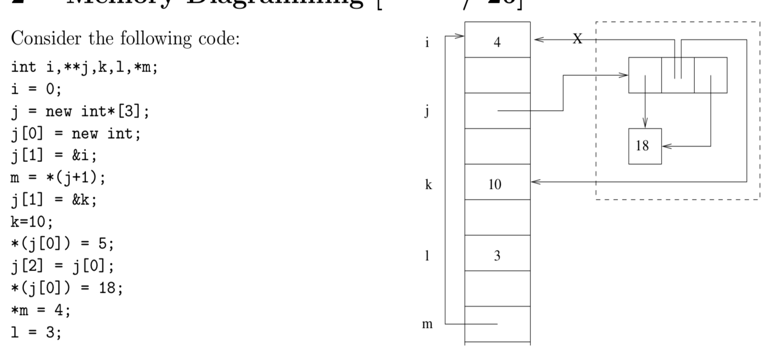 2 Memory Diagramming [ / 20]
Consider the following code:
int i,**j,k,l,*m;
i = 0;
j = new int*[3];
j[0] = new int;
j[1] = &i;
m = *(j+1);
j[1] = &k;
k=10;
*(j[0]) = 5;
j[2] = j[0];
*(j[0]) = 18;
*m = 4;
l = 3;
i 4 X
j
18
k 10
l 3
m